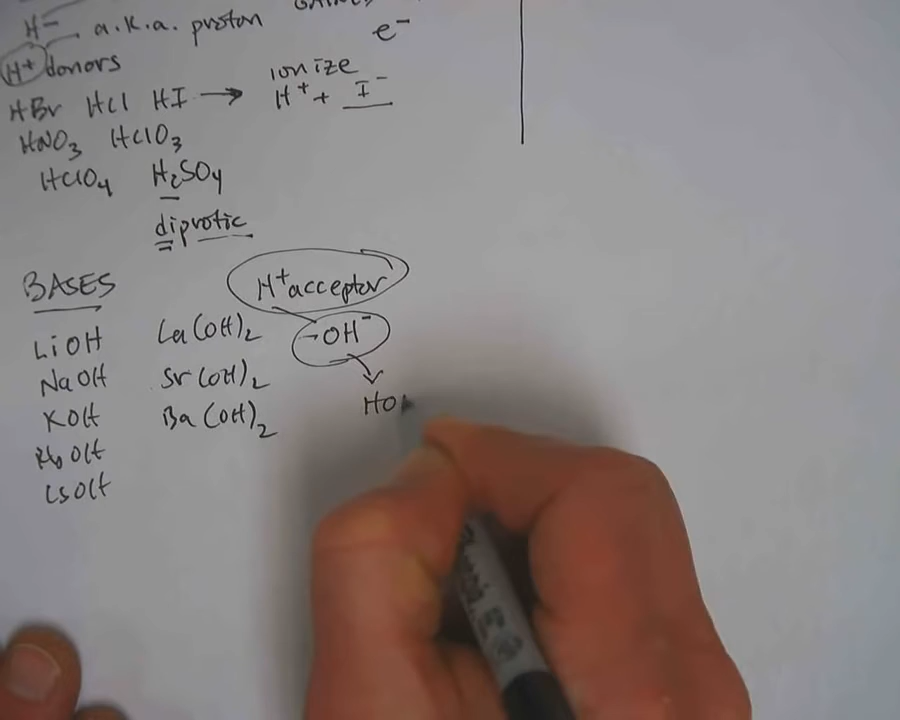 H– a.k.a. proton e⁻
H⁺ donors
HBr HCl HI → ionize H⁺ + I⁻
HNO₃ HClO₃
HClO₄ H₂SO₄
diprotic
BASES H⁺acceptor
LiOH Ca(OH)₂ –OH⁻
NaOH Sr(OH)₂
KOH Ba(OH)₂ HO
RbOH
CsOH